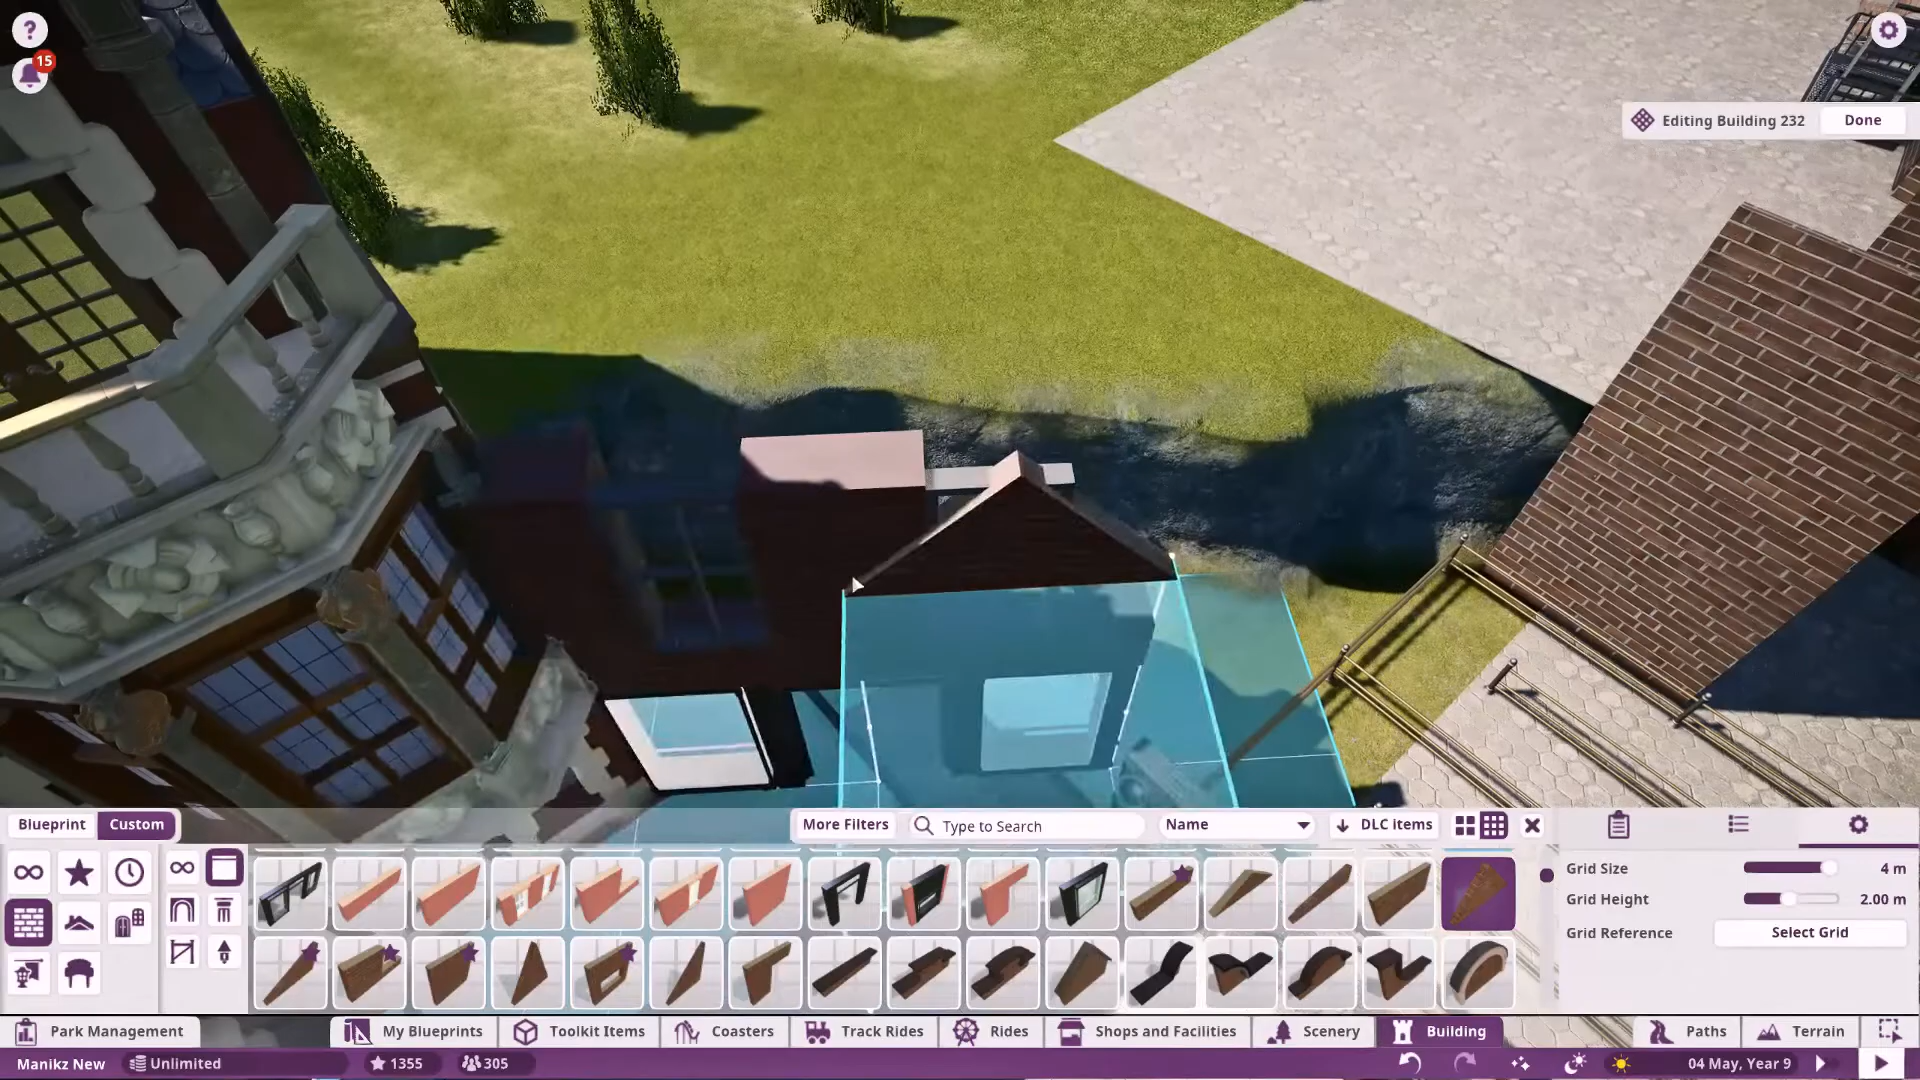 ?
15
Editing Building 232 Done
Blueprint Custom
More Filters Type to Search Name DLC items
Grid Size 4 m
Grid Height 2.00 m
Grid Reference Select Grid
Park Management My Blueprints Toolkit Items Coasters Track Rides Rides Shops and Facilities Scenery Building Paths Terrain
Manikz New Unlimited 1355 305 04 May, Year 9